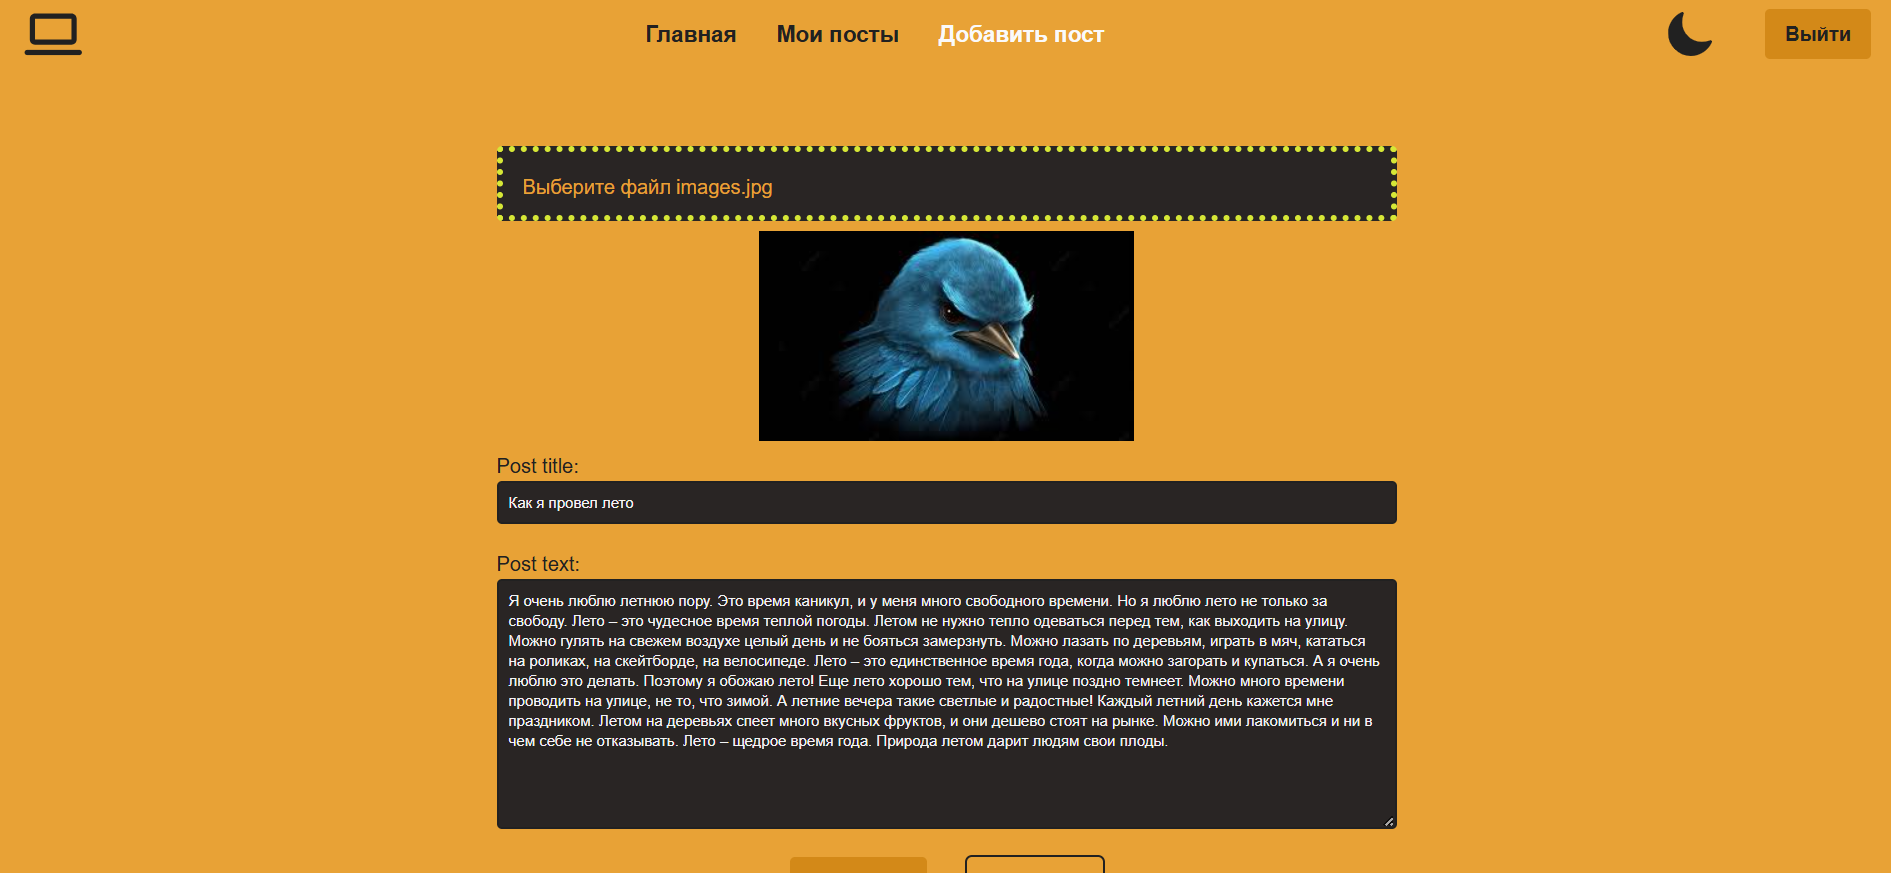 Главная
Мои посты
Добавить пост
Выйти
Выберите файл images.jpg
Post title:
Как я провел лето
Post text:
Я очень люблю летнюю пору. Это время каникул, и у меня много свободного времени. Но я люблю лето не только за
свободу. Лето – это чудесное время теплой погоды. Летом не нужно тепло одеваться перед тем, как выходить на улицу.
Можно гулять на свежем воздухе целый день и не бояться замерзнуть. Можно лазать по деревьям, играть в мяч, кататься
на роликах, на скейтборде, на велосипеде. Лето – это единственное время года, когда можно загорать и купаться. А я очень
люблю это делать. Поэтому я обожаю лето! Еще лето хорошо тем, что на улице поздно темнеет. Можно много времени
проводить на улице, не то, что зимой. А летние вечера такие светлые и радостные! Каждый летний день кажется мне
праздником. Летом на деревьях спеет много вкусных фруктов, и они дешево стоят на рынке. Можно ими лакомиться и ни в
чем себе не отказывать. Лето – щедрое время года. Природа летом дарит людям свои плоды.